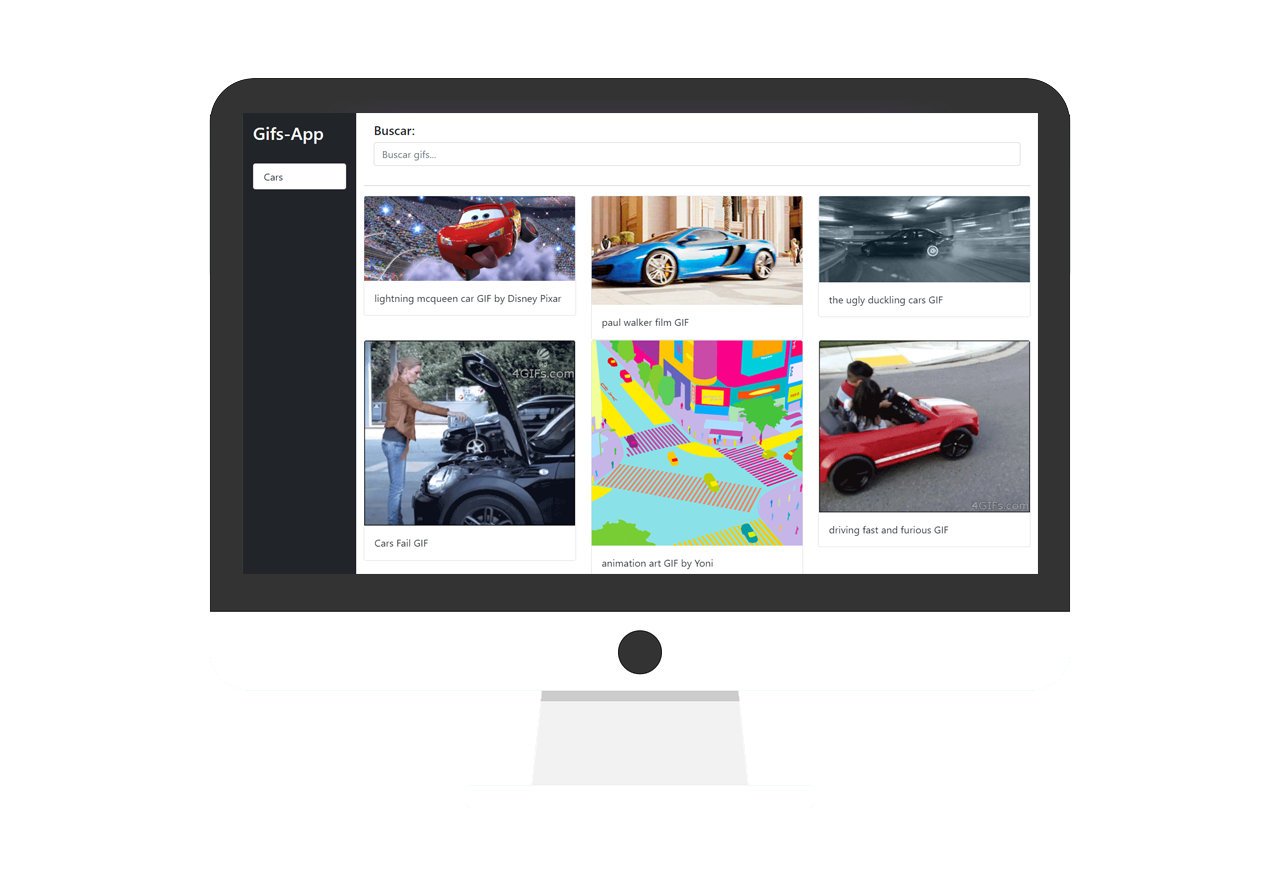 Gifs-App
Cars
Buscar:
Buscar gifs...
lightning mcqueen car GIF by Disney Pixar
paul walker film GIF
the ugly duckling cars GIF
4GIFs.com
Cars Fail GIF
animation art GIF by Yoni
4GIFs.com
driving fast and furious GIF